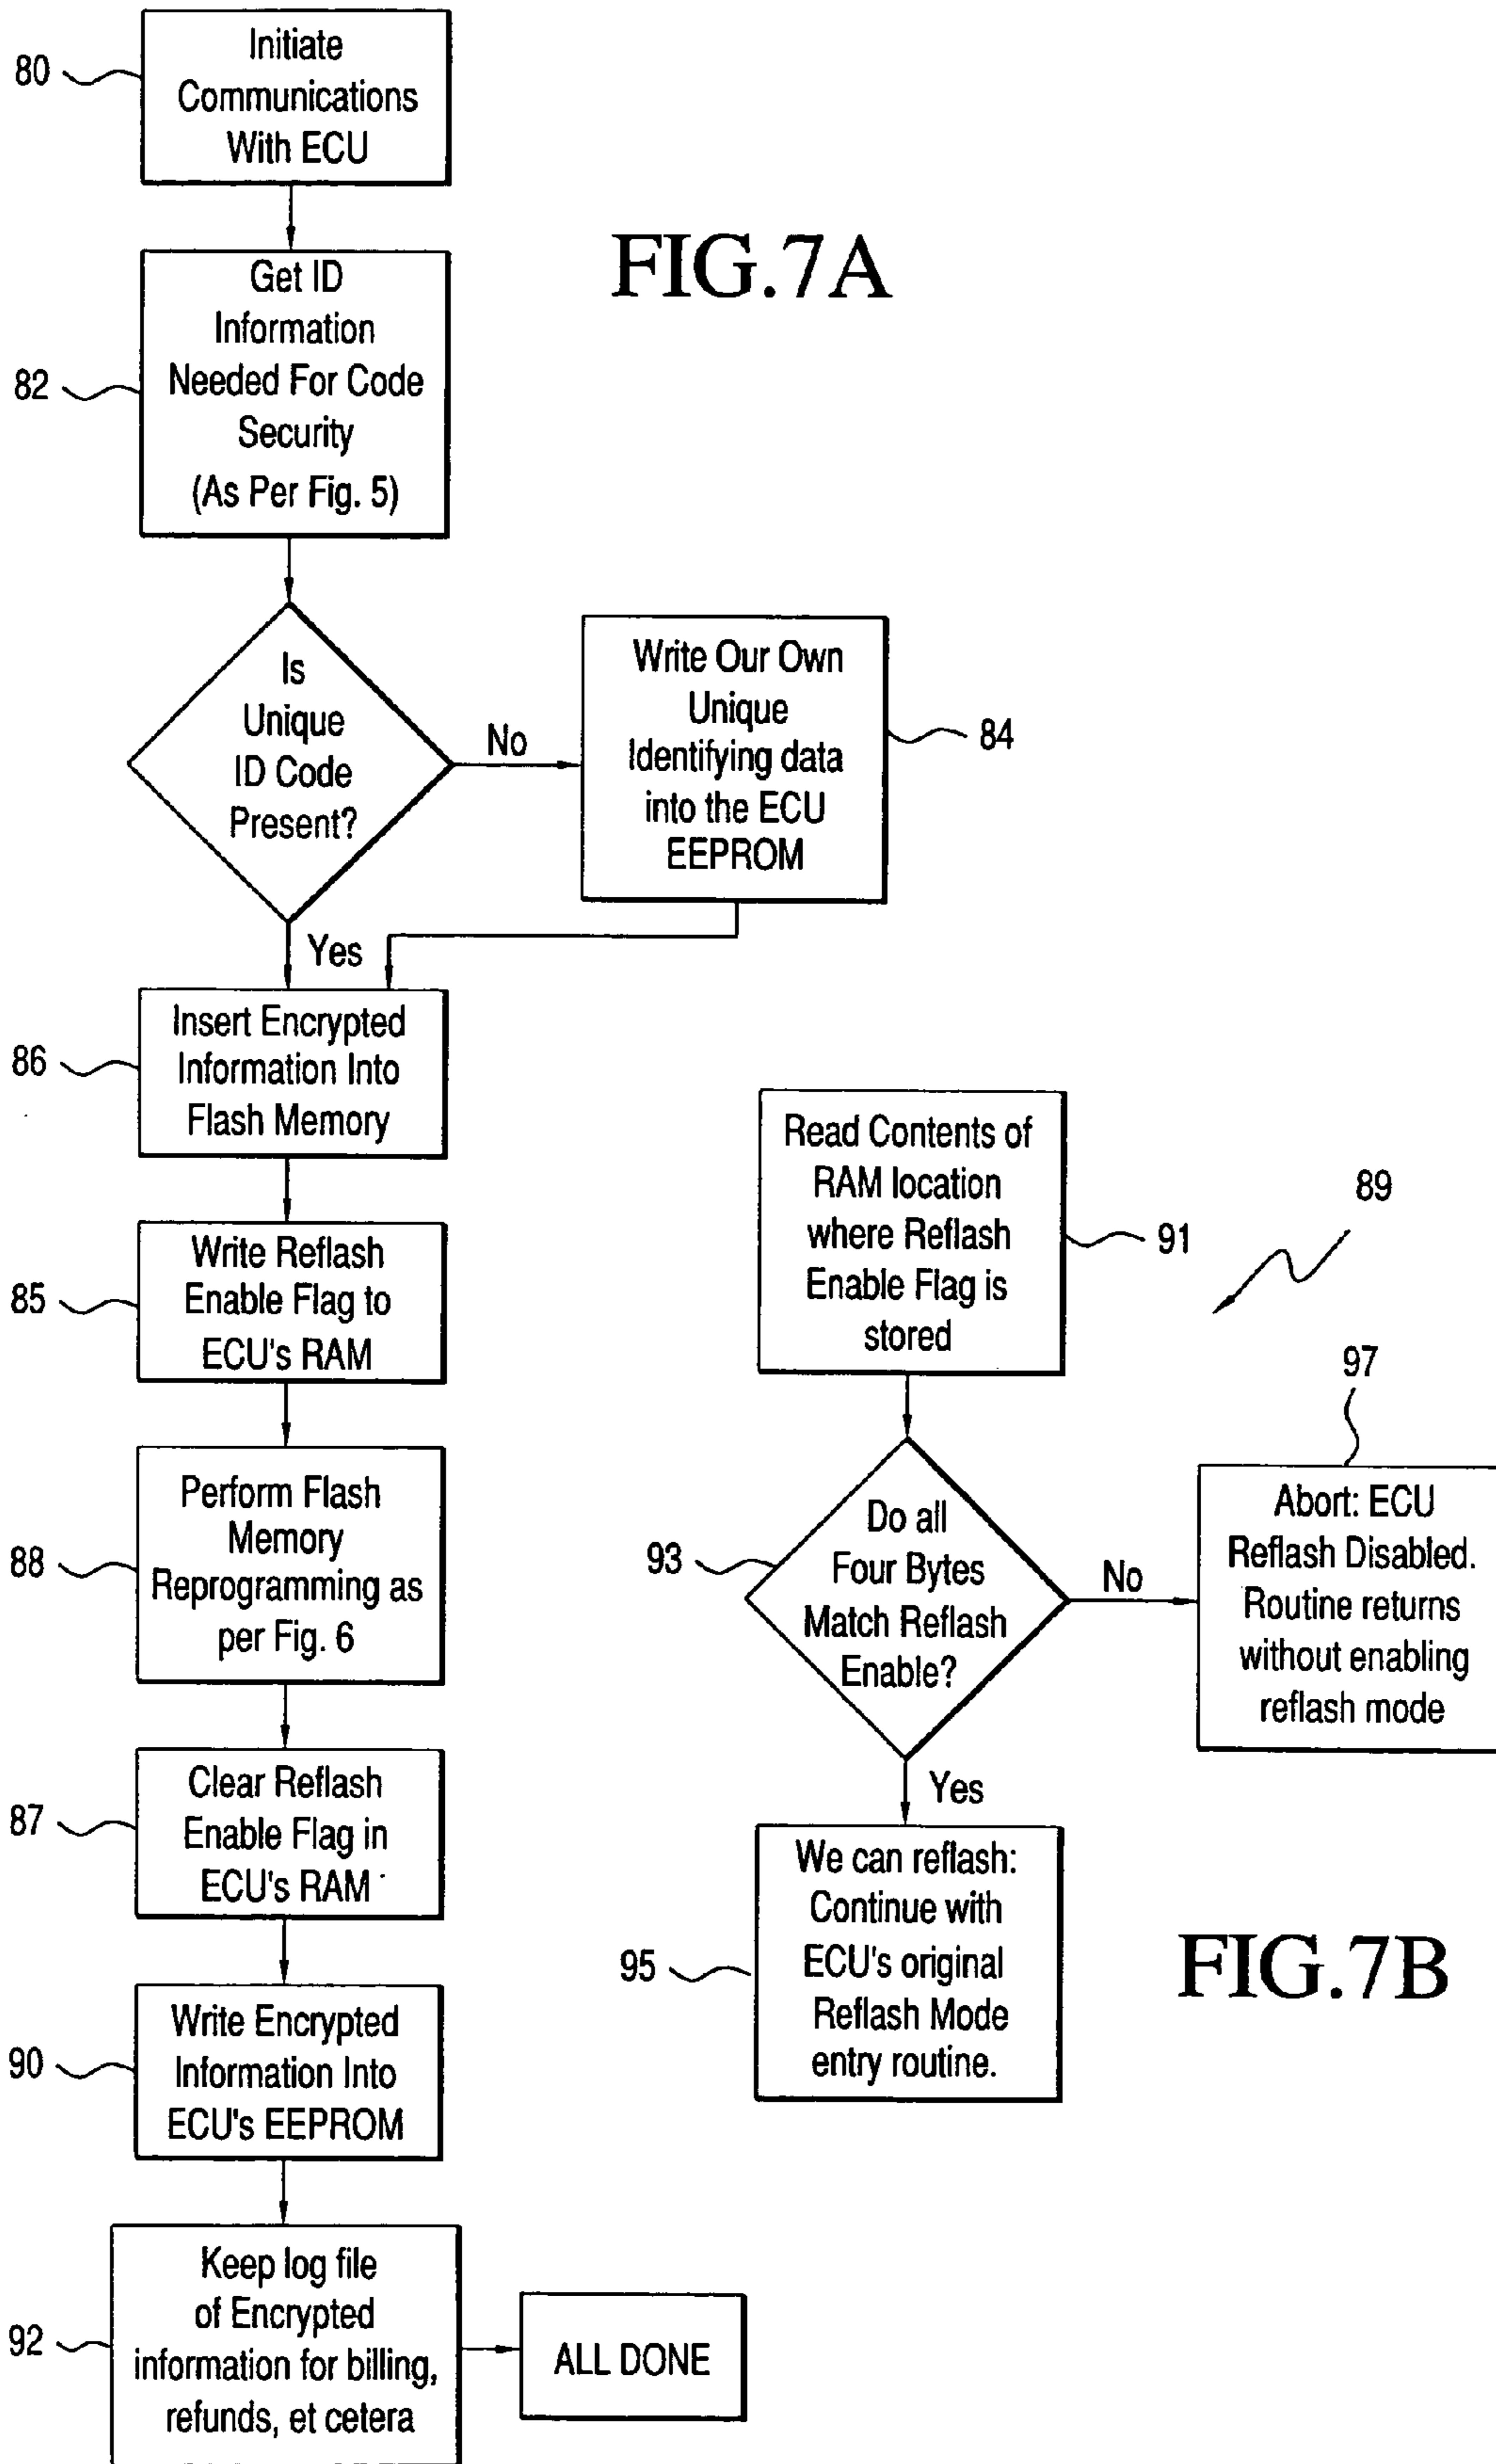 80
Initiate
Communications
With ECU
FIG.7A
82
Get ID
Information
Needed For Code
Security
(As Per Fig. 5)
Is
Unique
ID Code
Present?
No
Write Our Own
Unique
Identifying data
into the ECU
EEPROM
84
Yes
86
Insert Encrypted
Information Into
Flash Memory
85
Write Reflash
Enable Flag to
ECU's RAM
88
Perform Flash
Memory
Reprogramming as
per Fig. 6
87
Clear Reflash
Enable Flag in
ECU's RAM
90
Write Encrypted
Information Into
ECU's EEPROM
92
Keep log file
of Encrypted
information for billing,
refunds, et cetera
ALL DONE
Read Contents of
RAM location
where Reflash
Enable Flag is
stored
91
89
93
Do all
Four Bytes
Match Reflash
Enable?
No
97
Abort: ECU
Reflash Disabled.
Routine returns
without enabling
reflash mode
Yes
95
We can reflash:
Continue with
ECU's original
Reflash Mode
entry routine.
FIG.7B